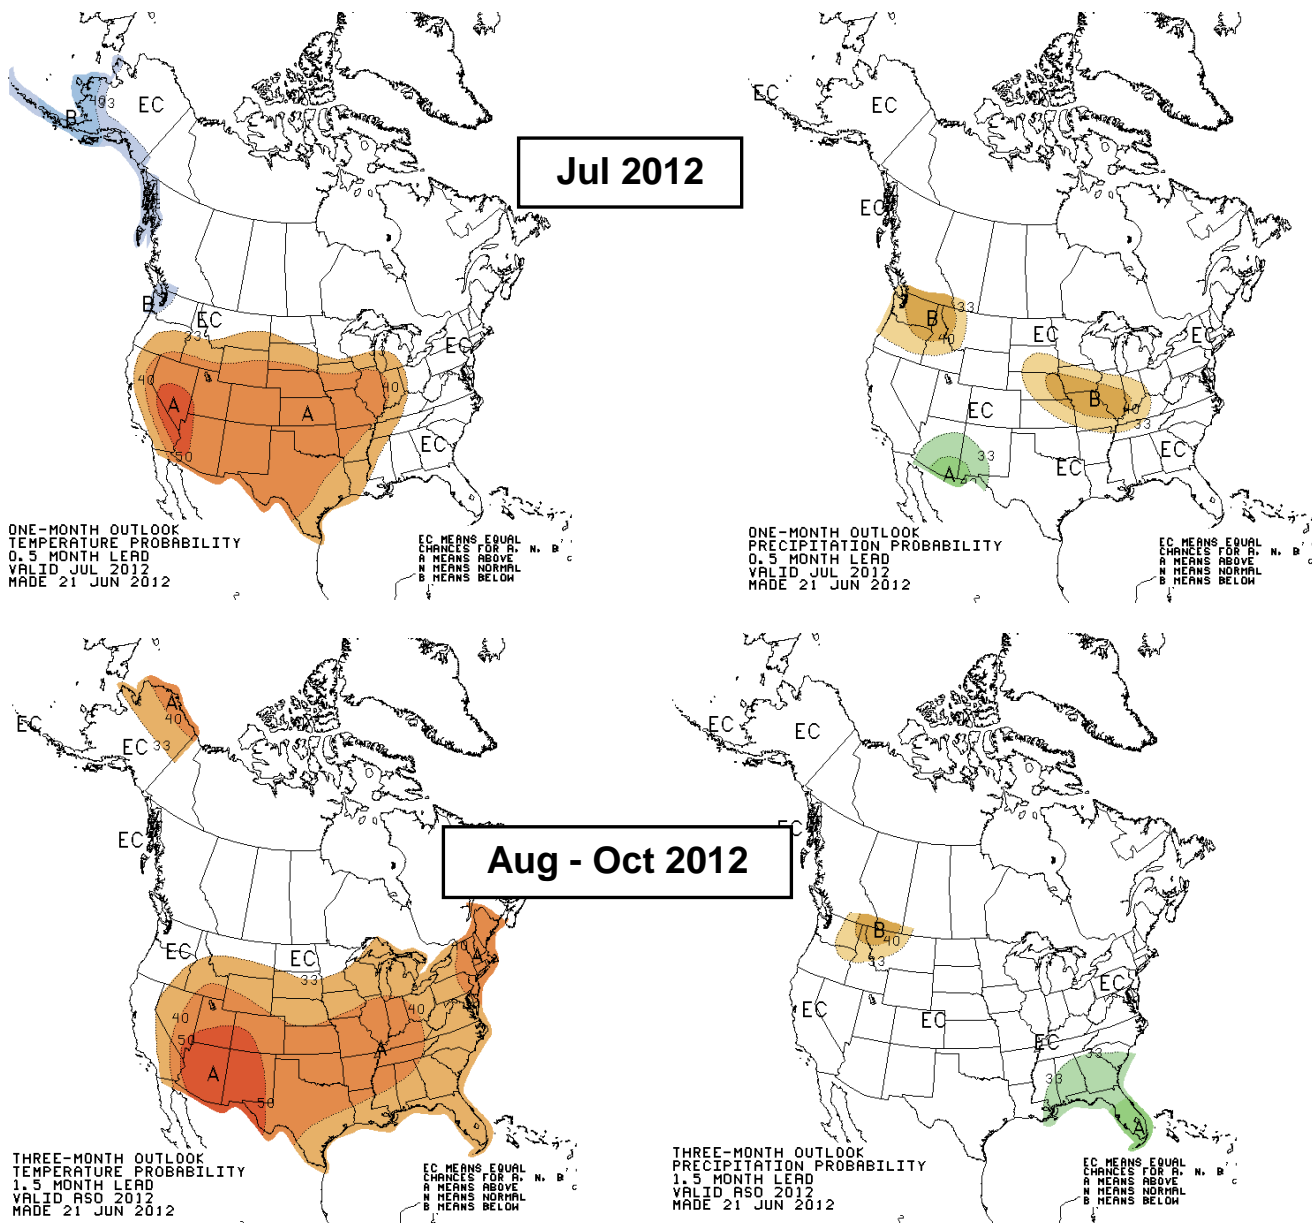 Jul 2012
EC
B
40
33
B
EC
33
EC
40
A
A
40
EC
50
ONE-MONTH OUTLOOK
TEMPERATURE PROBABILITY
0.5 MONTH LEAD
VALID JUL 2012
MADE 21 JUN 2012
EC MEANS EQUAL
CHANCES FOR A, N, B
A MEANS ABOVE
N MEANS NORMAL
B MEANS BELOW
EC
EC
EC
33
B
40
EC
EC
B
40
33
EC
EC
33
EC
A
ONE-MONTH OUTLOOK
PRECIPITATION PROBABILITY
0.5 MONTH LEAD
VALID JUL 2012
MADE 21 JUN 2012
EC MEANS EQUAL
CHANCES FOR A, N, B
A MEANS ABOVE
N MEANS NORMAL
B MEANS BELOW
Aug - Oct 2012
A
40
EC
EC
33
EC
EC
EC
33
40
A
40
40
50
A
A
50
THREE-MONTH OUTLOOK
TEMPERATURE PROBABILITY
1.5 MONTH LEAD
VALID ASO 2012
MADE 21 JUN 2012
EC MEANS EQUAL
CHANCES FOR A, N, B
A MEANS ABOVE
N MEANS NORMAL
B MEANS BELOW
EC
EC
EC
B
40
33
EC
EC
EC
EC
33
33
A
THREE-MONTH OUTLOOK
PRECIPITATION PROBABILITY
1.5 MONTH LEAD
VALID ASO 2012
MADE 21 JUN 2012
EC MEANS EQUAL
CHANCES FOR A, N, B
A MEANS ABOVE
N MEANS NORMAL
B MEANS BELOW